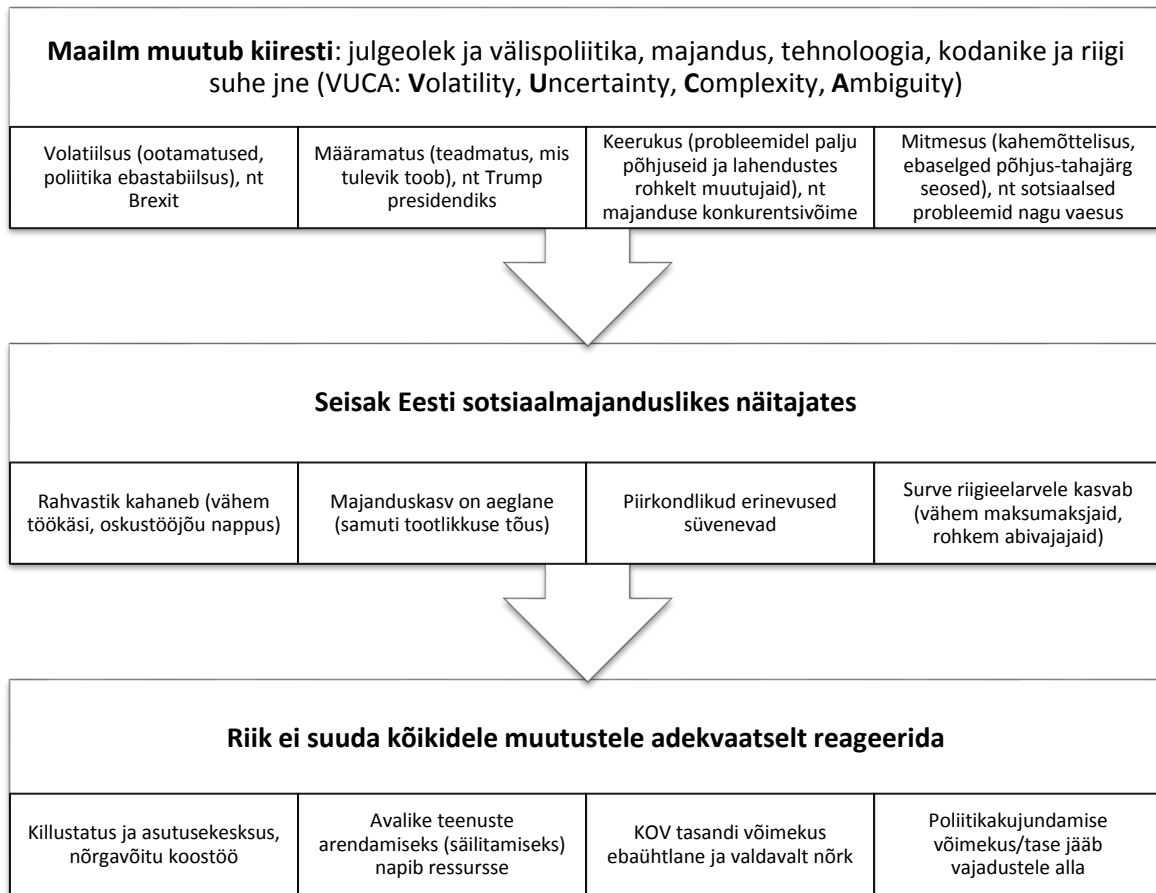 Maailm muutub kiiresti: julgeolek ja välispoliitika, majandus, tehnoloogia, kodanike ja riigi
suhe jne (VUCA: Volatility, Uncertainty, Complexity, Ambiguity)
Volatiilsus (ootamatused,
poliitika ebastabiilsus), nt
Brexit
Määramatus (teadmatus, mis
tulevik toob), nt Trump
presidendiks
Keerukus (probleemidel palju
põhjuseid ja lahendustes
rohkelt muutujaid), nt
majanduse konkurentsivõime
Mitmesus (kahemõttelisus,
ebaselged põhjus-tahajärg
seosed), nt sotsiaalsed
probleemid nagu vaesus
Seisak Eesti sotsiaalmajanduslikes näitajates
Rahvastik kahaneb (vähem
töökäsi, oskustööjõu nappus)
Majanduskasv on aeglane
(samuti tootlikkuse tõus)
Piirkondlikud erinevused
süvenevad
Surve riigieelarvele kasvab
(vähem maksumaksjaid,
rohkem abivajajaid)
Riik ei suuda kõikidele muutustele adekvaatselt reageerida
Killustatus ja asutusekesksus,
nõrgavõitu koostöö
Avalike teenuste
arendamiseks (säilitamiseks)
napib ressursse
KOV tasandi võimekus
ebaühtlane ja valdavalt nõrk
Poliitikakujundamise
võimekus/tase jääb
vajadustele alla